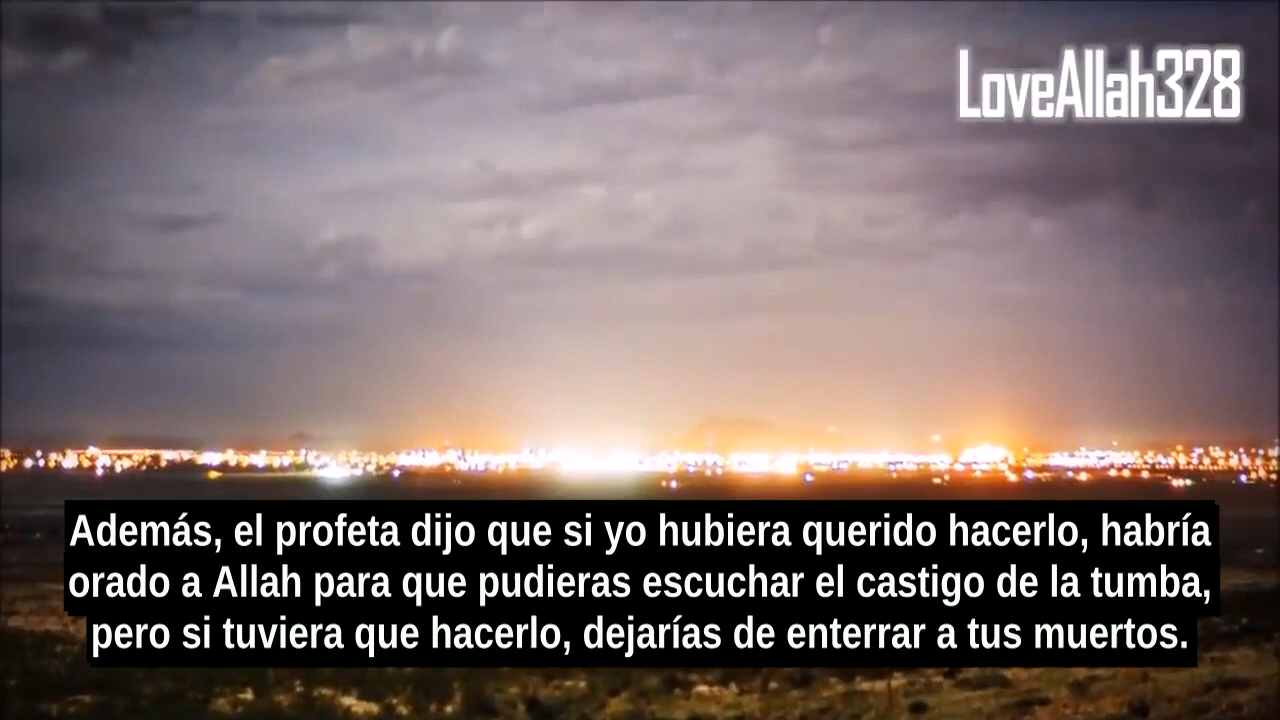 LoveAllah328
Además, el profeta dijo que si yo hubiera querido hacerlo, habría
orado a Allah para que pudieras escuchar el castigo de la tumba,
pero si tuviera que hacerlo, dejarías de enterrar a tus muertos.